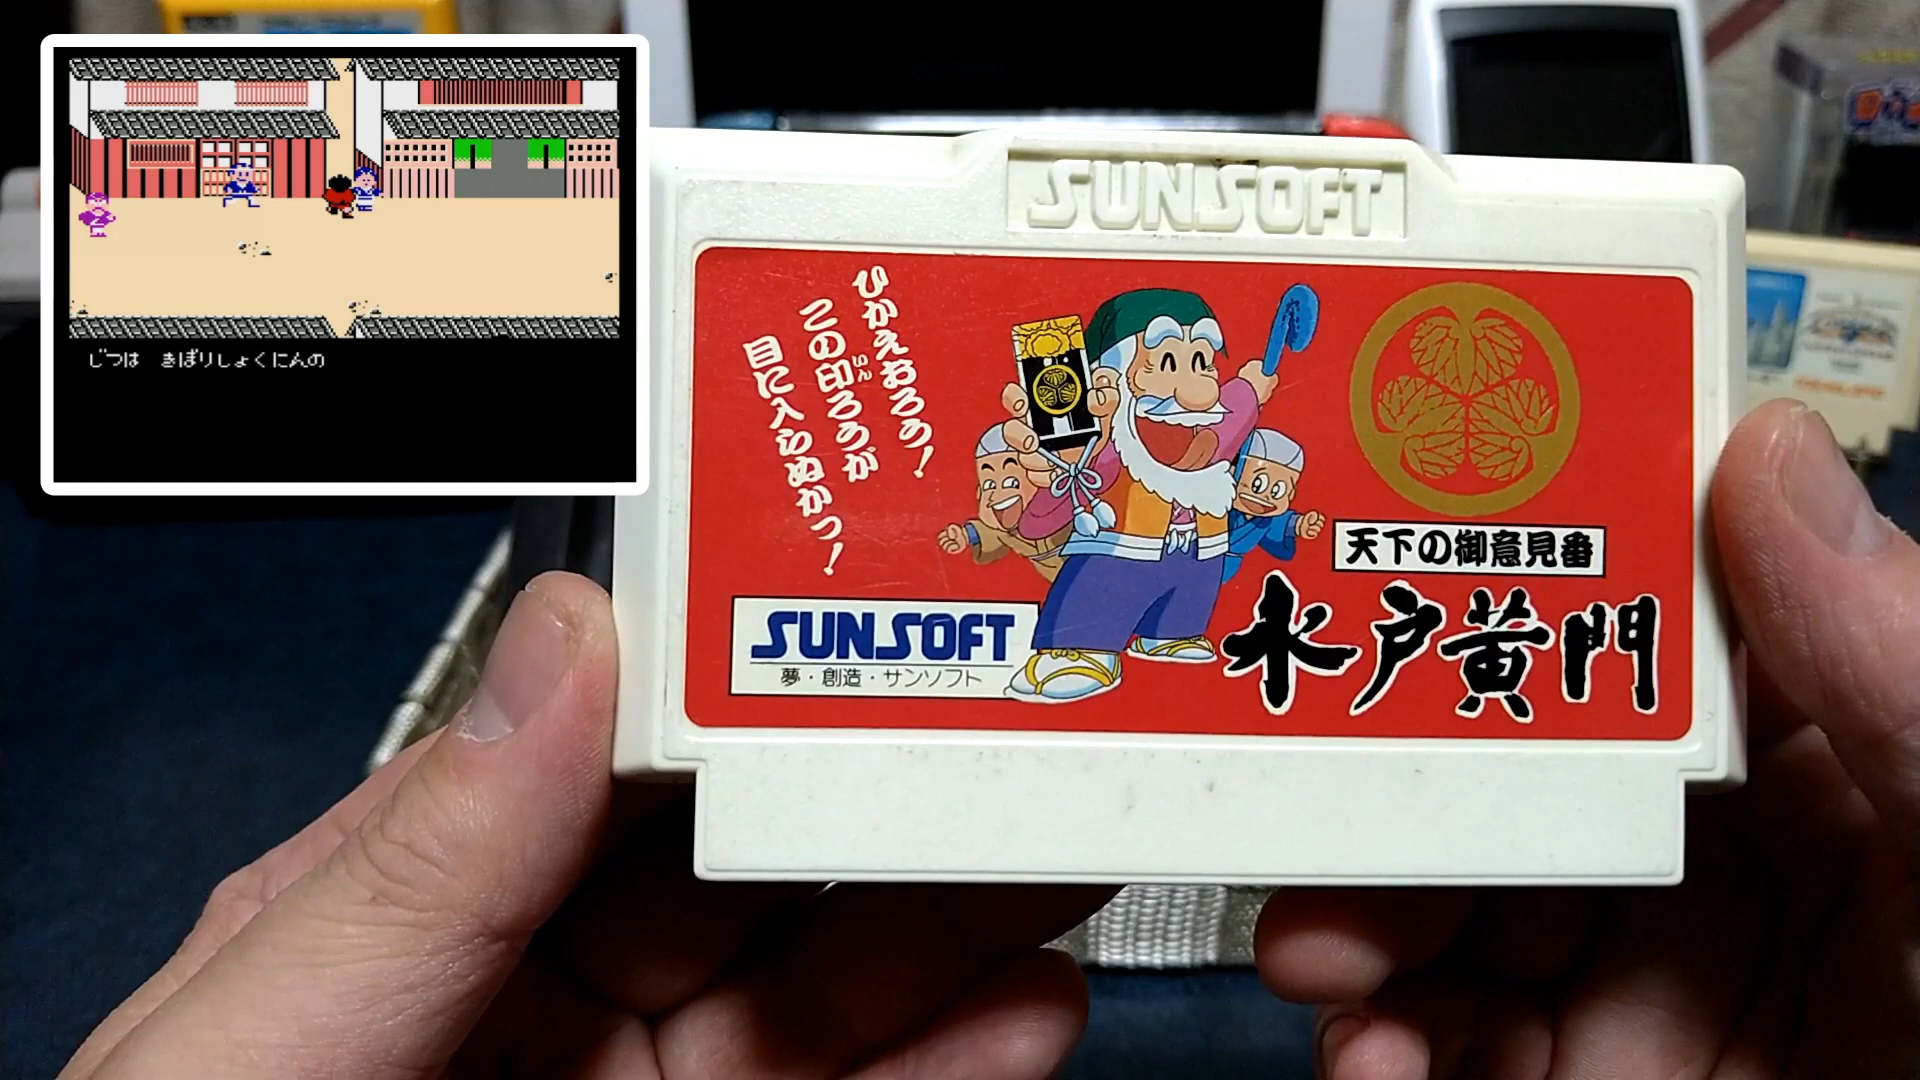 じつは きぼりしょくにんの
SUNSOFT
ひかえおろう!
この印ろうが
いん
目に入らぬかっ!
天下の御意見番
水戸黄門
SUNSOFT
夢・創造・サンソフト